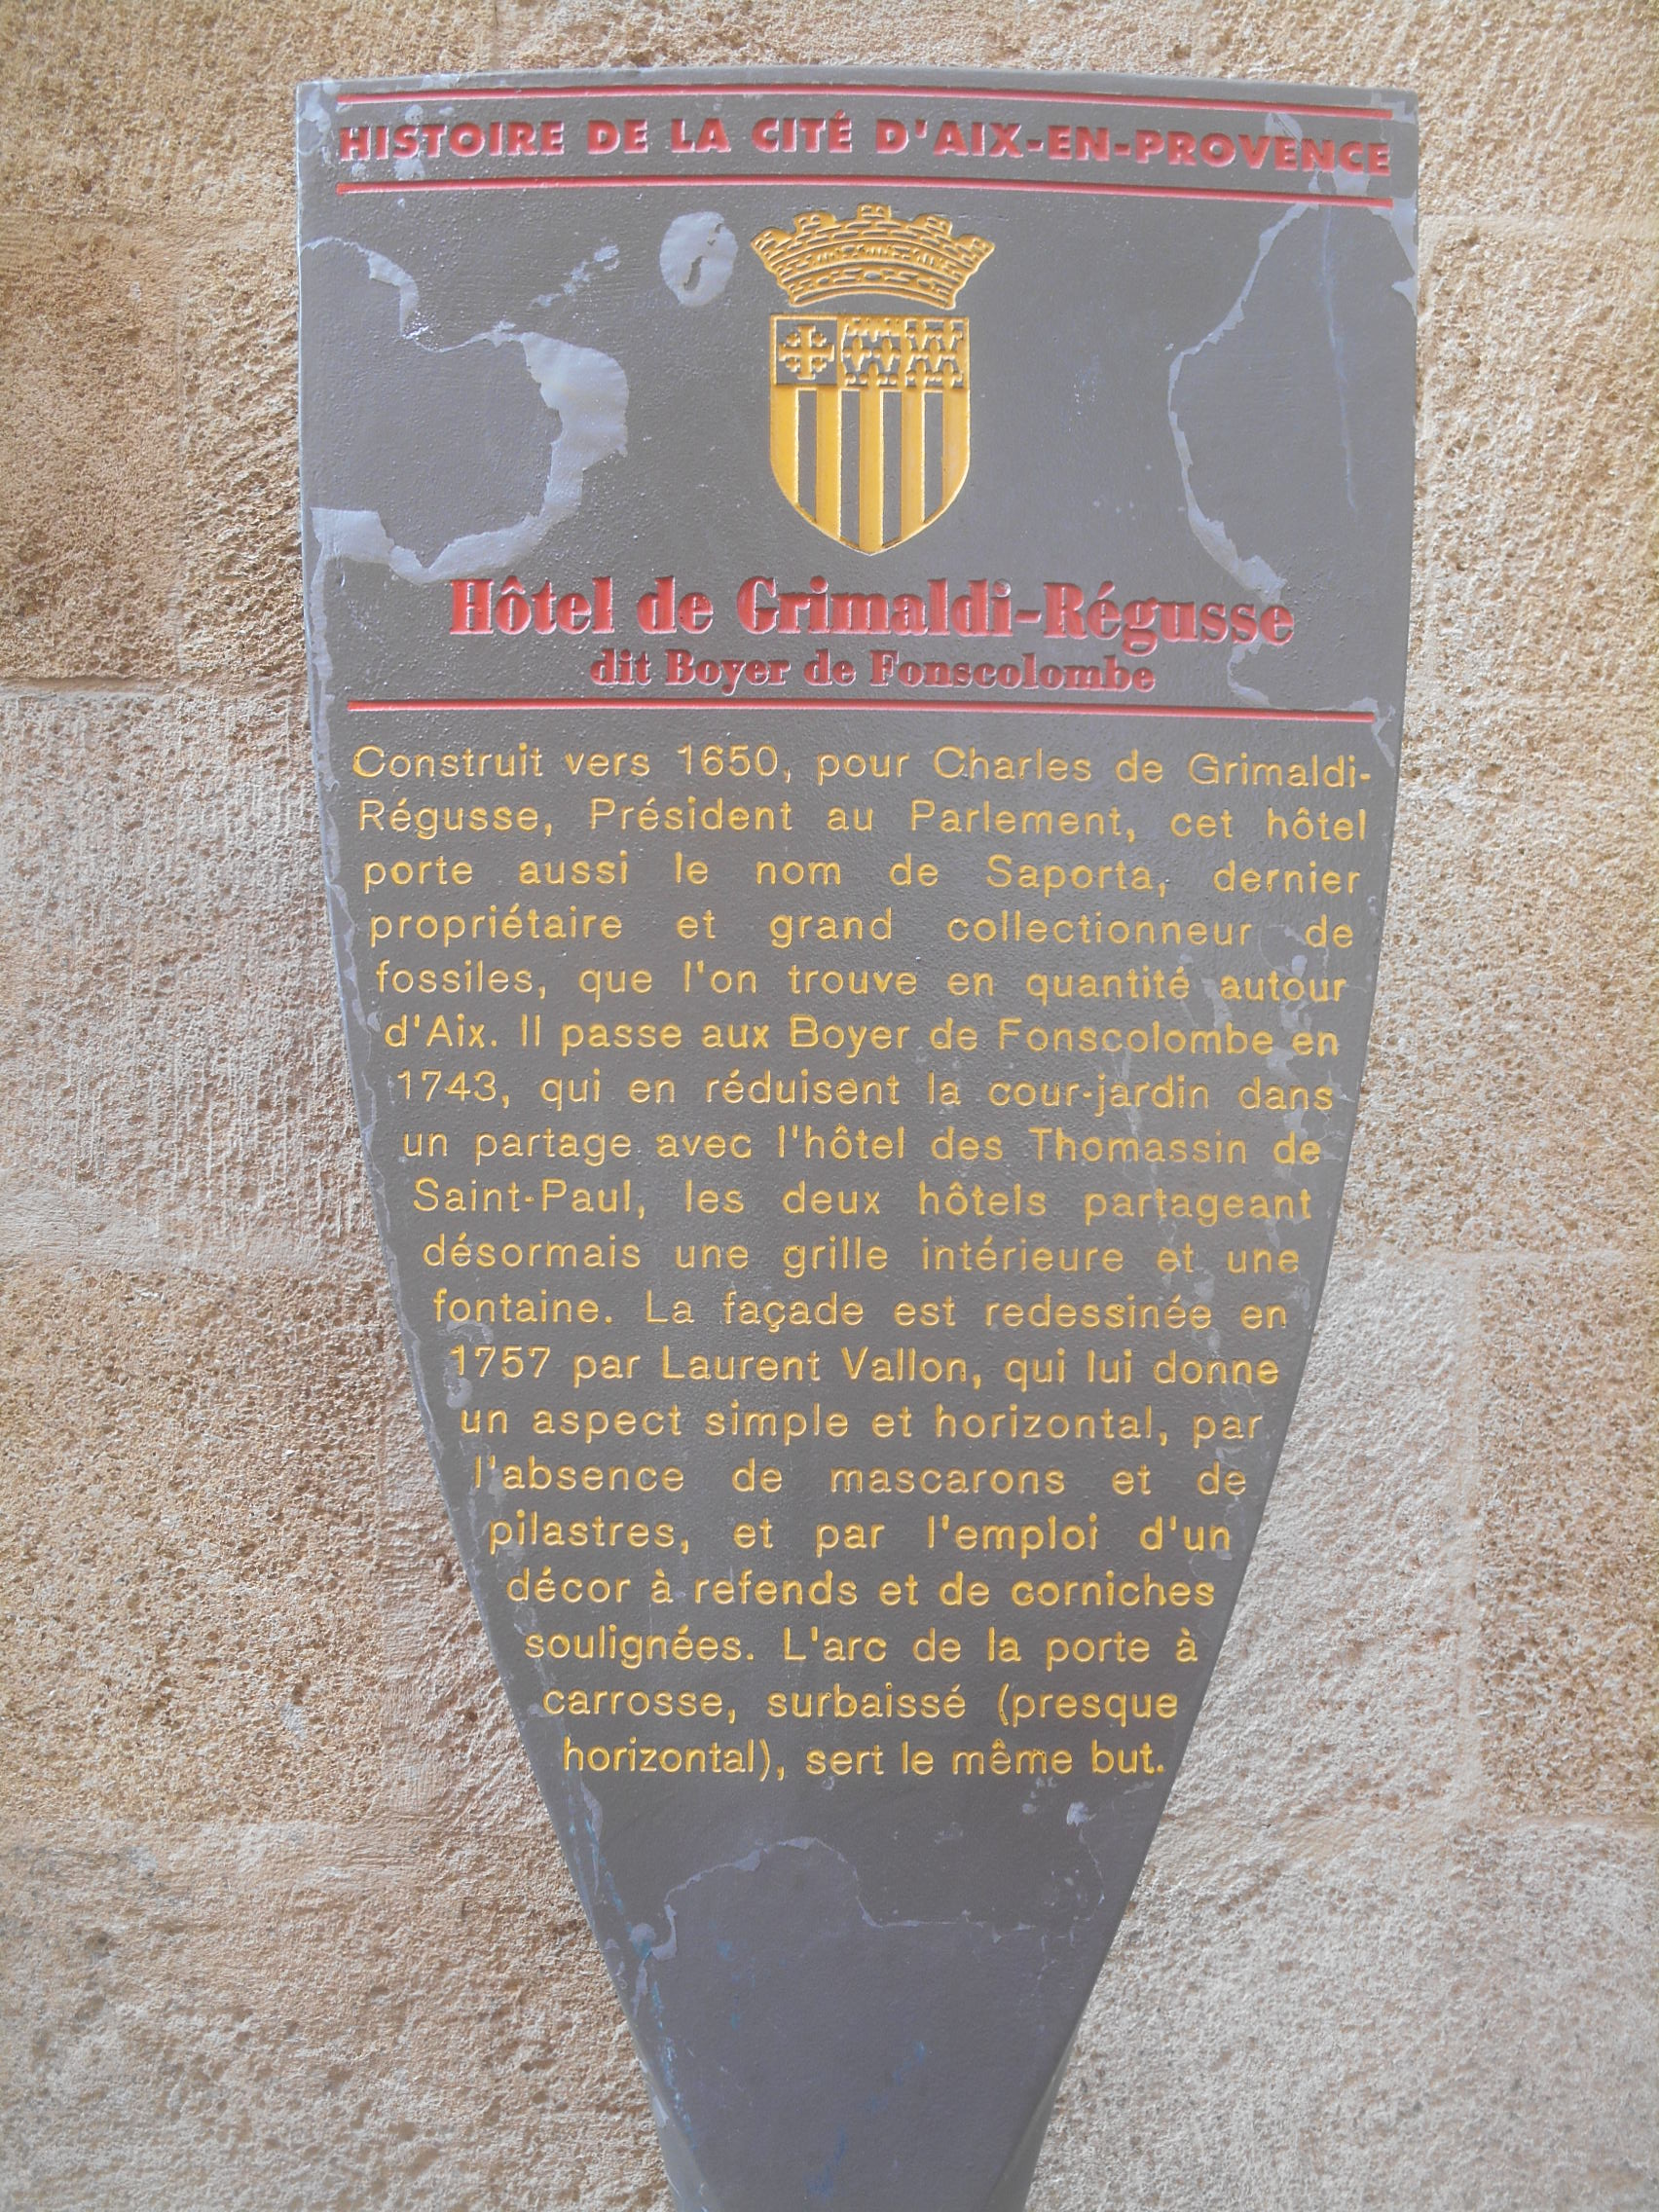 HISTOIRE DE LA CITÉ D'AIX-EN-PROVENCE
Hôtel de Grimaldi-Régusse
dit Boyer de Fonscolombe
Construit vers 1650, pour Charles de Grimaldi-
Régusse, Président au Parlement, cet hôtel
porte aussi le nom de Saporta, dernier
propriétaire et grand collectionneur de
fossiles, que l'on trouve en quantité autour
d'Aix. Il passe aux Boyer de Fonscolombe en
1743, qui en réduisent la cour-jardin dans
un partage avec l'hôtel des Thomassin de
Saint-Paul, les deux hôtels partageant
désormais une grille intérieure et une
fontaine. La façade est redessinée en
1757 par Laurent Vallon, qui lui donne
un aspect simple et horizontal, par
l'absence de mascarons et de
pilastres, et par l'emploi d'un
décor à refends et de corniches
soulignées. L'arc de la porte à
carrosse, surbaissé (presque
horizontal), sert le même but.